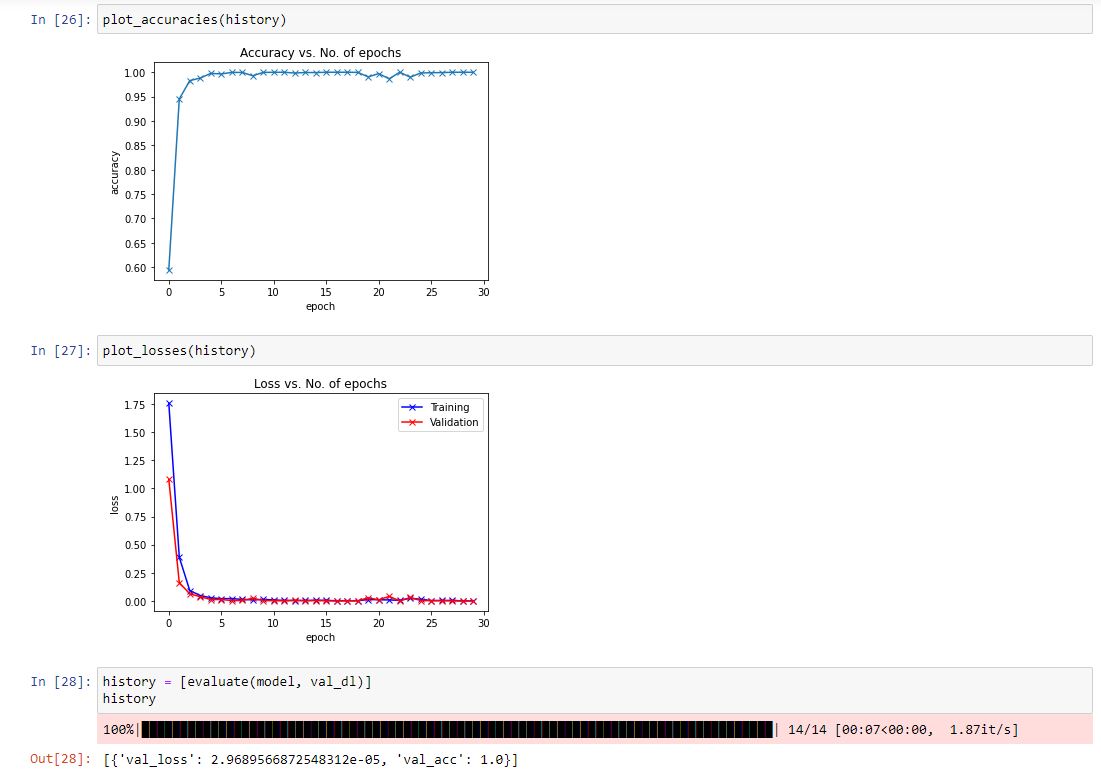 In [26]: plot_accuracies(history)
Accuracy vs. No. of epochs
1.00
0.95
0.90
0.85
0.80
0.75
0.70
0.65
0.60
accuracy
0 5 10 15 20 25 30
epoch
In [27]: plot_losses(history)
Loss vs. No. of epochs
1.75
1.50
1.25
1.00
0.75
0.50
0.25
0.00
loss
Training
Validation
0 5 10 15 20 25 30
epoch
In [28]: history = [evaluate(model, val_dl)]
history
100%| | 14/14 [00:07<00:00, 1.87it/s]
Out[28]: [{'val_loss': 2.9689566872548312e-05, 'val_acc': 1.0}]